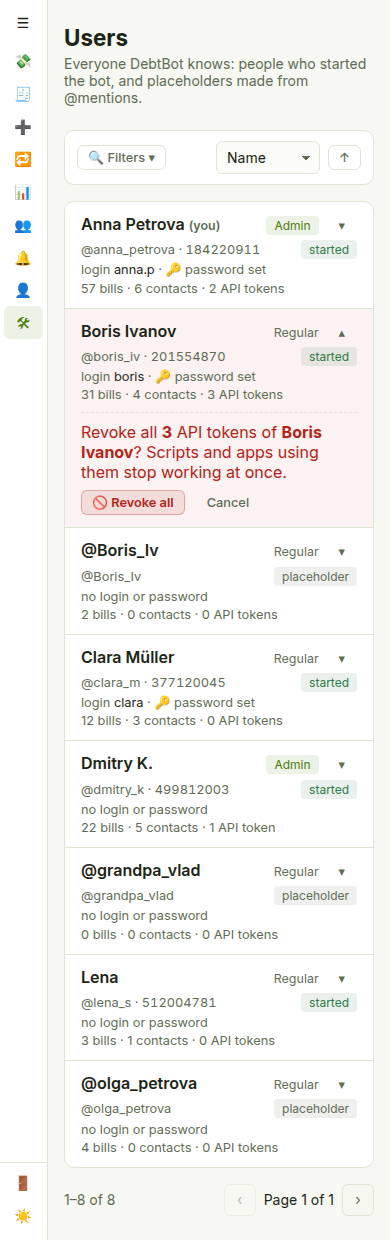 Users
Everyone DebtBot knows: people who started
the bot, and placeholders made from
@mentions.
🔍 Filters ▾ Name ↑
Anna Petrova (you) Admin ▾
@anna_petrova · 184220911 started
login anna.p · 🔑 password set
57 bills · 6 contacts · 2 API tokens
Boris Ivanov Regular ▴
@boris_iv · 201554870 started
login boris · 🔑 password set
31 bills · 4 contacts · 3 API tokens
Revoke all 3 API tokens of Boris
Ivanov? Scripts and apps using
them stop working at once.
🚫 Revoke all Cancel
@Boris_Iv Regular ▾
@Boris_Iv placeholder
no login or password
2 bills · 0 contacts · 0 API tokens
Clara Müller Regular ▾
@clara_m · 377120045 started
login clara · 🔑 password set
12 bills · 3 contacts · 0 API tokens
Dmitry K. Admin ▾
@dmitry_k · 499812003 started
no login or password
22 bills · 5 contacts · 1 API token
@grandpa_vlad Regular ▾
@grandpa_vlad placeholder
no login or password
0 bills · 0 contacts · 0 API tokens
Lena Regular ▾
@lena_s · 512004781 started
no login or password
3 bills · 1 contacts · 0 API tokens
@olga_petrova Regular ▾
@olga_petrova placeholder
no login or password
4 bills · 0 contacts · 0 API tokens
1–8 of 8 ‹ Page 1 of 1 ›